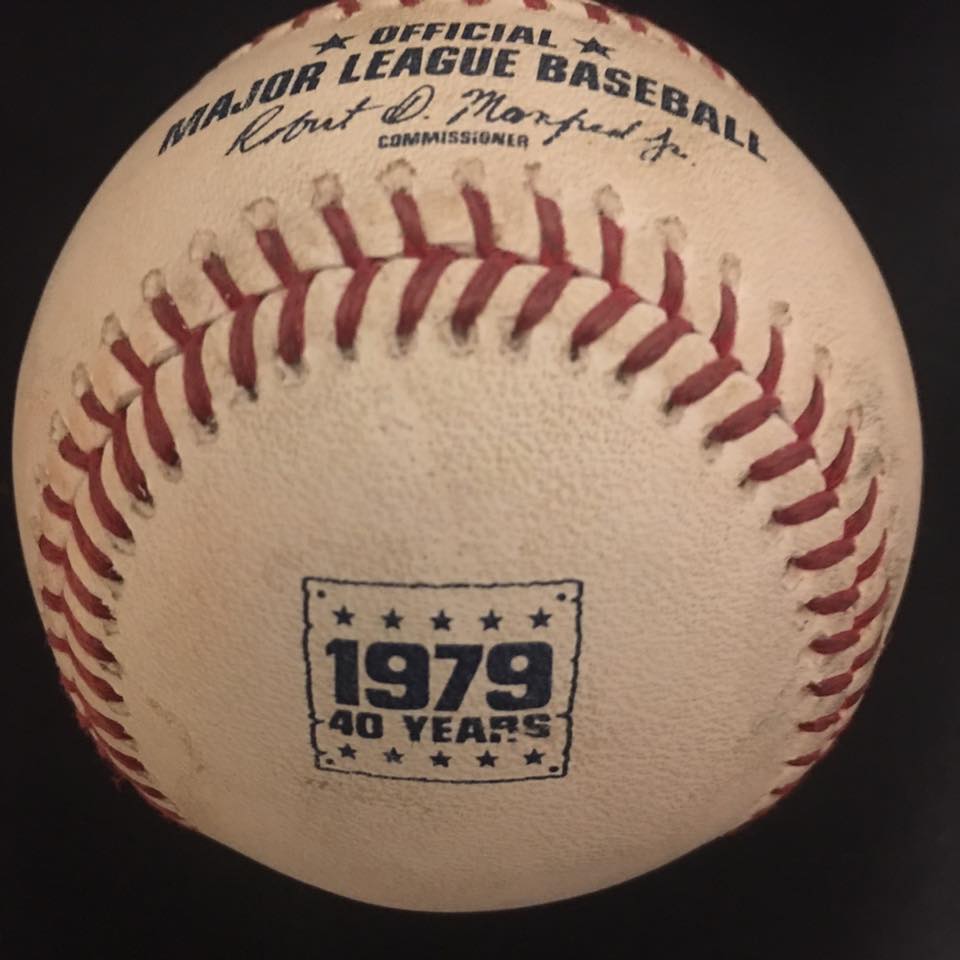 OFFICIAL
MAJOR LEAGUE BASEBALL
Robert D. Manfred Jr.
COMMISSIONER
1979
40 YEARS